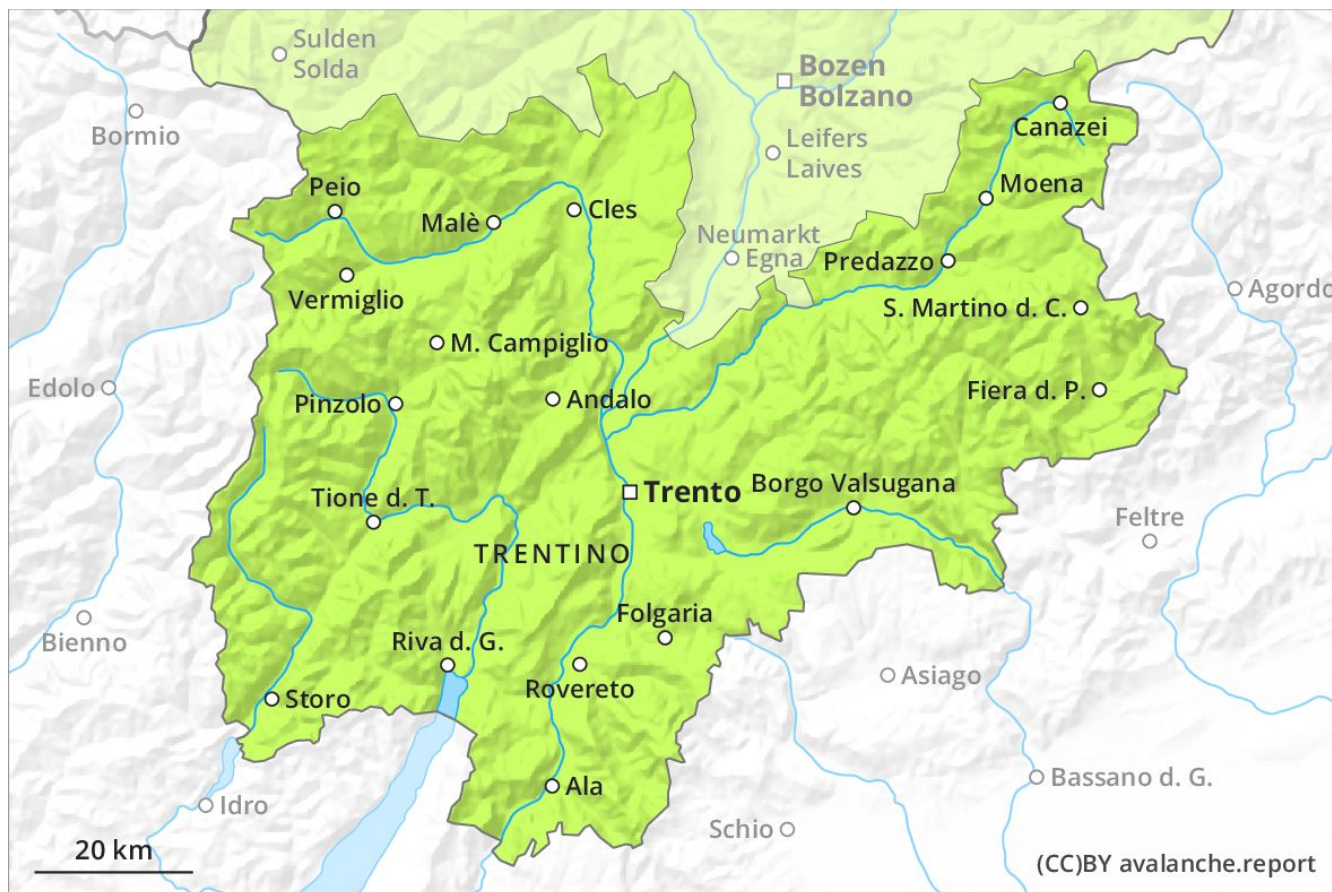 Sulden
Solda
Bozen
Bolzano
Bormio
Canazei
Leifers
Laives
Peio
Moena
Malè
Cles
Neumarkt
Egna
Predazzo
Vermiglio
Agordo
S. Martino d. C.
M. Campiglio
Edolo
Pinzolo
Andalo
Fiera d. P.
Tione d. T.
Trento
Borgo Valsugana
Feltre
TRENTINO
Bienno
Riva d. G.
Folgaria
Asiago
Storo
Rovereto
Bassano d. G.
Idro
Ala
Schio
20 km
(CC)BY avalanche.report